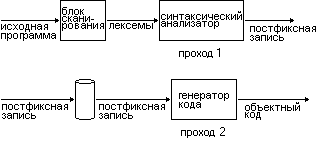 исходная
программа
блок
скани-
рования
лексемы
синтаксический
анализатор
постфиксная
запись
проход 1
постфиксная
запись
постфиксная
запись
генератор
кода
объектный
код
проход 2